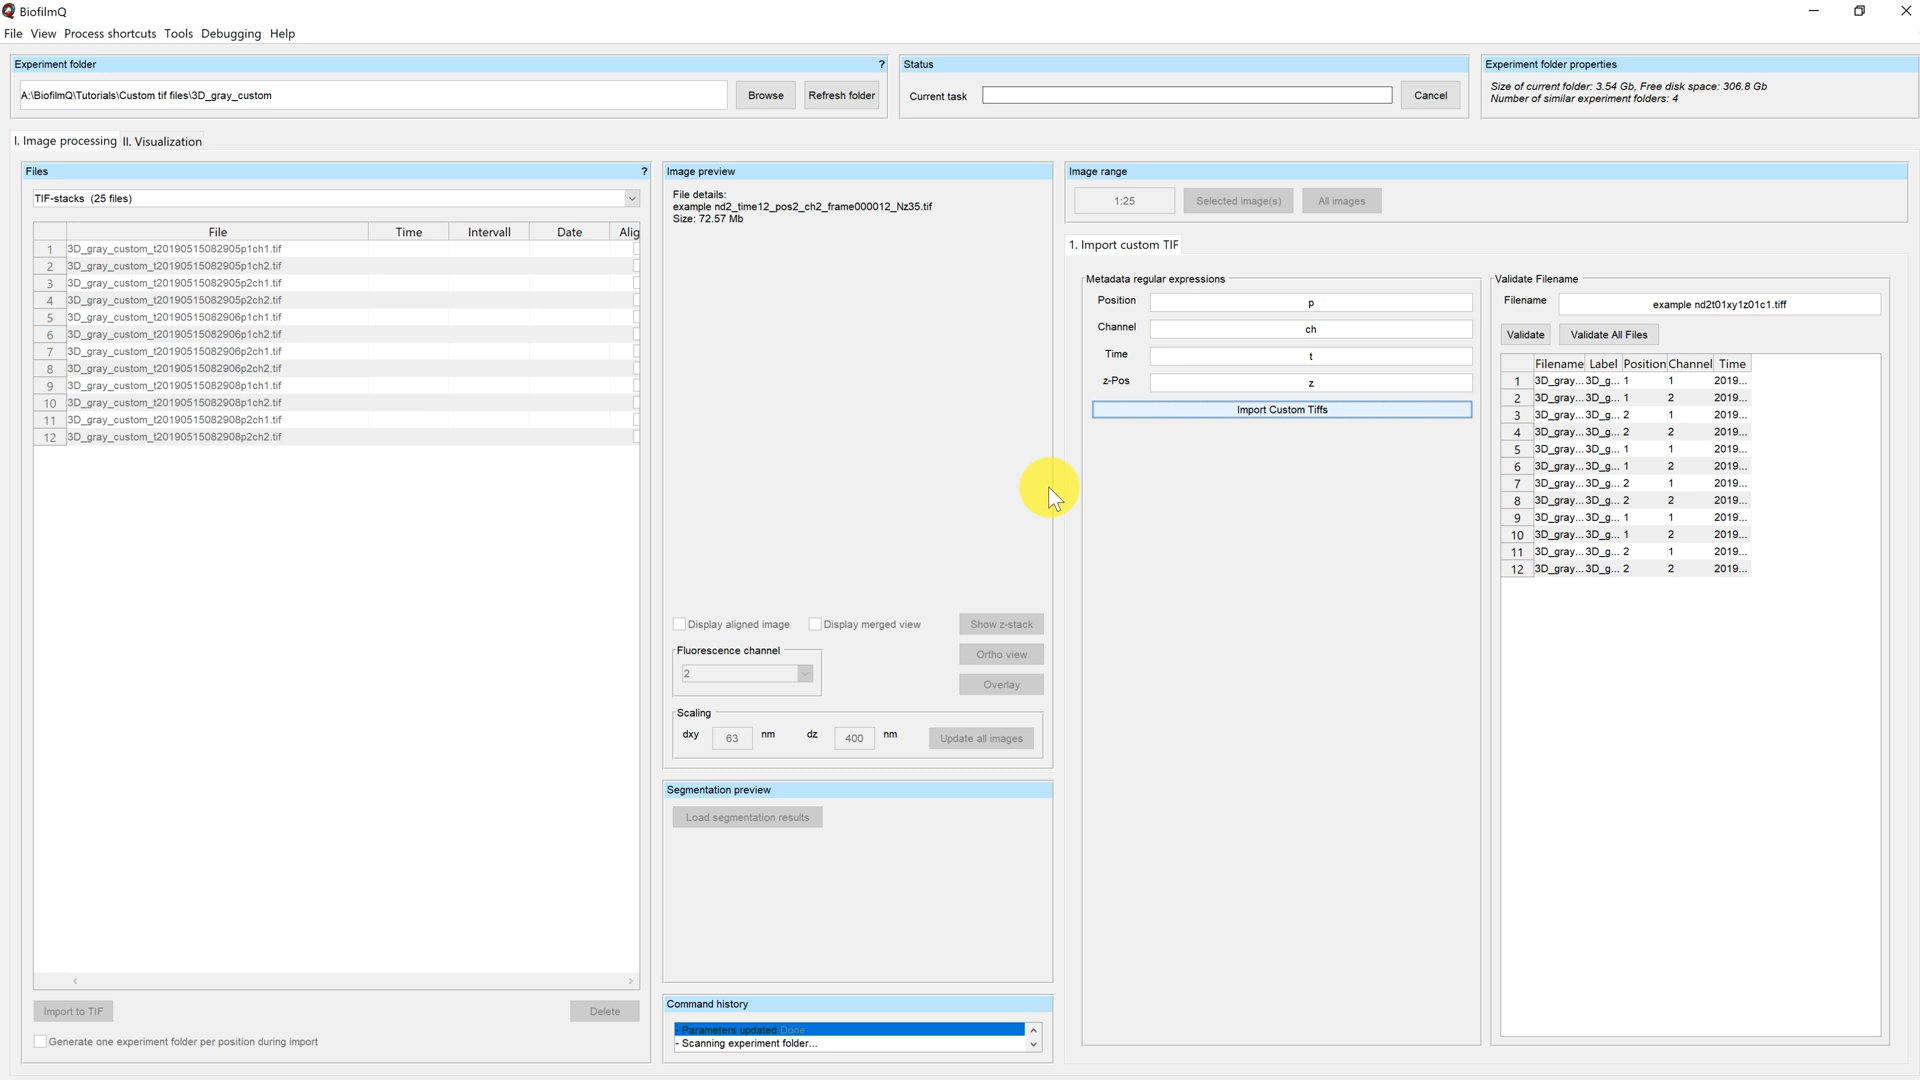 BiofilmQ
File View Process shortcuts Tools Debugging Help
Experiment folder ?
A:\BiofilmQ\Tutorials\Custom tif files\3D_gray_custom Browse Refresh folder
Status
Current task Cancel
Experiment folder properties
Size of current folder: 3.54 Gb, Free disk space: 306.8 Gb
Number of similar experiment folders: 4
I. Image processing II. Visualization
Files ?
TIF-stacks (25 files)
File Time Intervall Date Alig
1 3D_gray_custom_t20190515082905p1ch1.tif
2 3D_gray_custom_t20190515082905p1ch2.tif
3 3D_gray_custom_t20190515082905p2ch1.tif
4 3D_gray_custom_t20190515082905p2ch2.tif
5 3D_gray_custom_t20190515082906p1ch1.tif
6 3D_gray_custom_t20190515082906p1ch2.tif
7 3D_gray_custom_t20190515082906p2ch1.tif
8 3D_gray_custom_t20190515082906p2ch2.tif
9 3D_gray_custom_t20190515082908p1ch1.tif
10 3D_gray_custom_t20190515082908p1ch2.tif
11 3D_gray_custom_t20190515082908p2ch1.tif
12 3D_gray_custom_t20190515082908p2ch2.tif
Import to TIF Delete
Generate one experiment folder per position during import
Image preview
File details:
example nd2_time12_pos2_ch2_frame000012_Nz35.tif
Size: 72.57 Mb
Display aligned image Display merged view Show z-stack
Fluorescence channel
2
Ortho view
Overlay
Scaling
dxy 63 nm dz 400 nm Update all images
Segmentation preview
Load segmentation results
Command history
- Parameters updated Done
- Scanning experiment folder...
Image range
1:25 Selected image(s) All images
1. Import custom TIF
Metadata regular expressions
Position p
Channel ch
Time t
z-Pos z
Import Custom Tiffs
Validate Filename
Filename example nd2t01xy1z01c1.tiff
Validate Validate All Files
Filename Label Position Channel Time
1 3D_gray... 3D_g... 1 1 2019...
2 3D_gray... 3D_g... 1 2 2019...
3 3D_gray... 3D_g... 2 1 2019...
4 3D_gray... 3D_g... 2 2 2019...
5 3D_gray... 3D_g... 1 1 2019...
6 3D_gray... 3D_g... 1 2 2019...
7 3D_gray... 3D_g... 2 1 2019...
8 3D_gray... 3D_g... 2 2 2019...
9 3D_gray... 3D_g... 1 1 2019...
10 3D_gray... 3D_g... 1 2 2019...
11 3D_gray... 3D_g... 2 1 2019...
12 3D_gray... 3D_g... 2 2 2019...